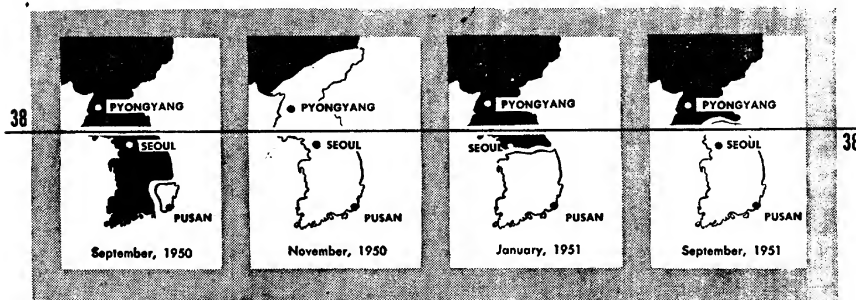 38
PYONGYANG
SEOUL
PUSAN
September, 1950
PYONGYANG
SEOUL
PUSAN
November, 1950
PYONGYANG
SEOUL
PUSAN
January, 1951
PYONGYANG
SEOUL
PUSAN
September, 1951
38